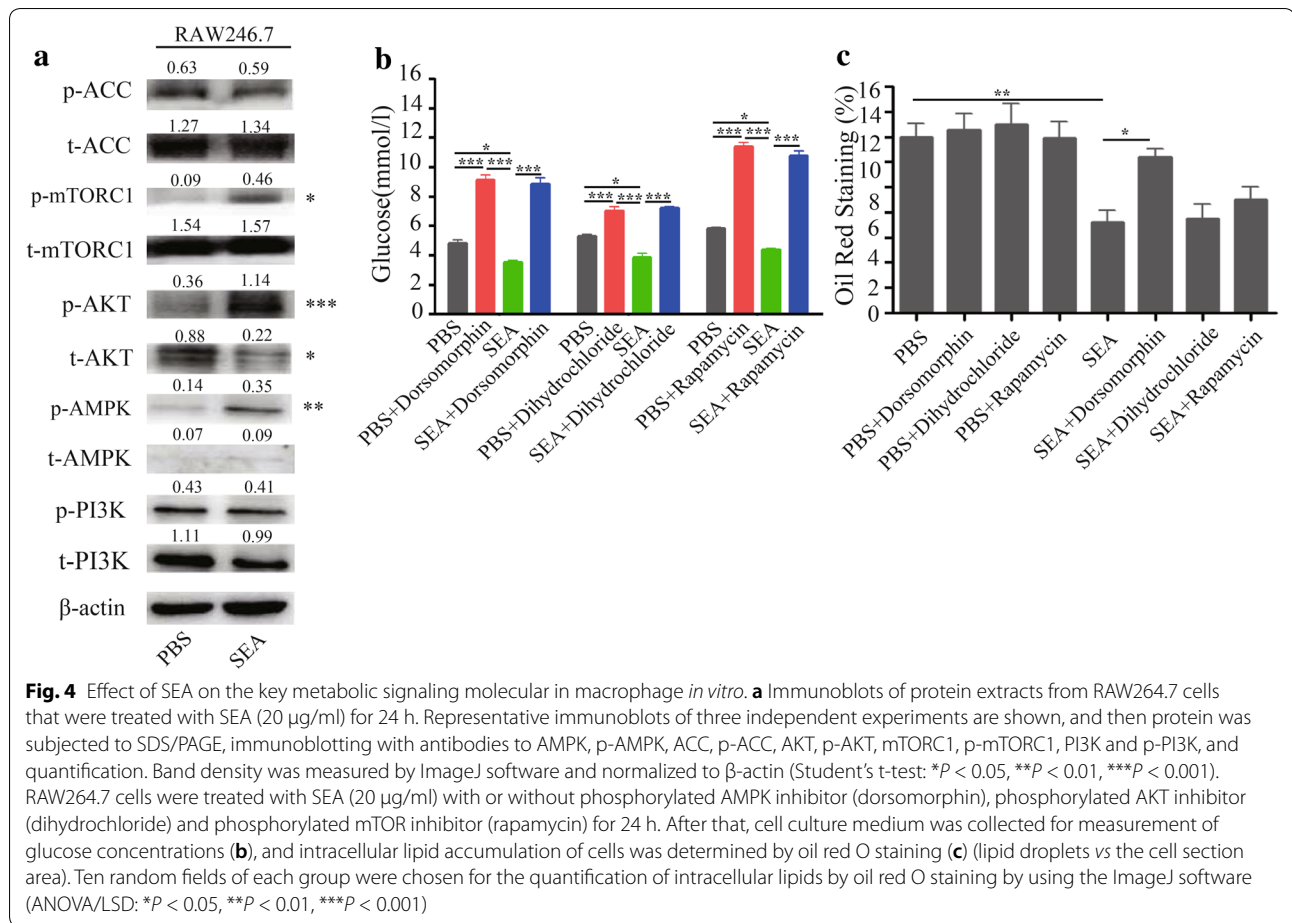 RAW246.7
a
0.63 0.59
p-ACC
1.27 1.34
t-ACC
0.09 0.46
p-mTORC1 *
1.54 1.57
t-mTORC1
0.36 1.14
p-AKT ***
0.88 0.22
t-AKT *
0.14 0.35
p-AMPK **
0.07 0.09
t-AMPK
0.43 0.41
p-PI3K
1.11 0.99
t-PI3K
β-actin
PBS SEA
b
Glucose(mmol/l)
16
14
12
10
8
6
4
2
0
*
*** *** ***
*
*** *** ***
*
*** *** ***
PBS
PBS+Dorsomorphin
SEA
SEA+Dorsomorphin
PBS
PBS+Dihydrochloride
SEA
SEA+Dihydrochloride
PBS
PBS+Rapamycin
SEA
SEA+Rapamycin
c
Oil Red Staining (%)
16
14
12
10
8
6
4
2
0
**
*
PBS
PBS+Dorsomorphin
PBS+Dihydrochloride
PBS+Rapamycin
SEA
SEA+Dorsomorphin
SEA+Dihydrochloride
SEA+Rapamycin
Fig. 4 Effect of SEA on the key metabolic signaling molecular in macrophage in vitro. a Immunoblots of protein extracts from RAW264.7 cells
that were treated with SEA (20 µg/ml) for 24 h. Representative immunoblots of three independent experiments are shown, and then protein was
subjected to SDS/PAGE, immunoblotting with antibodies to AMPK, p-AMPK, ACC, p-ACC, AKT, p-AKT, mTORC1, p-mTORC1, PI3K and p-PI3K, and
quantification. Band density was measured by ImageJ software and normalized to β-actin (Student's t-test: *P < 0.05, **P < 0.01, ***P < 0.001).
RAW264.7 cells were treated with SEA (20 µg/ml) with or without phosphorylated AMPK inhibitor (dorsomorphin), phosphorylated AKT inhibitor
(dihydrochloride) and phosphorylated mTOR inhibitor (rapamycin) for 24 h. After that, cell culture medium was collected for measurement of
glucose concentrations (b), and intracellular lipid accumulation of cells was determined by oil red O staining (c) (lipid droplets vs the cell section
area). Ten random fields of each group were chosen for the quantification of intracellular lipids by oil red O staining by using the ImageJ software
(ANOVA/LSD: *P < 0.05, **P < 0.01, ***P < 0.001)